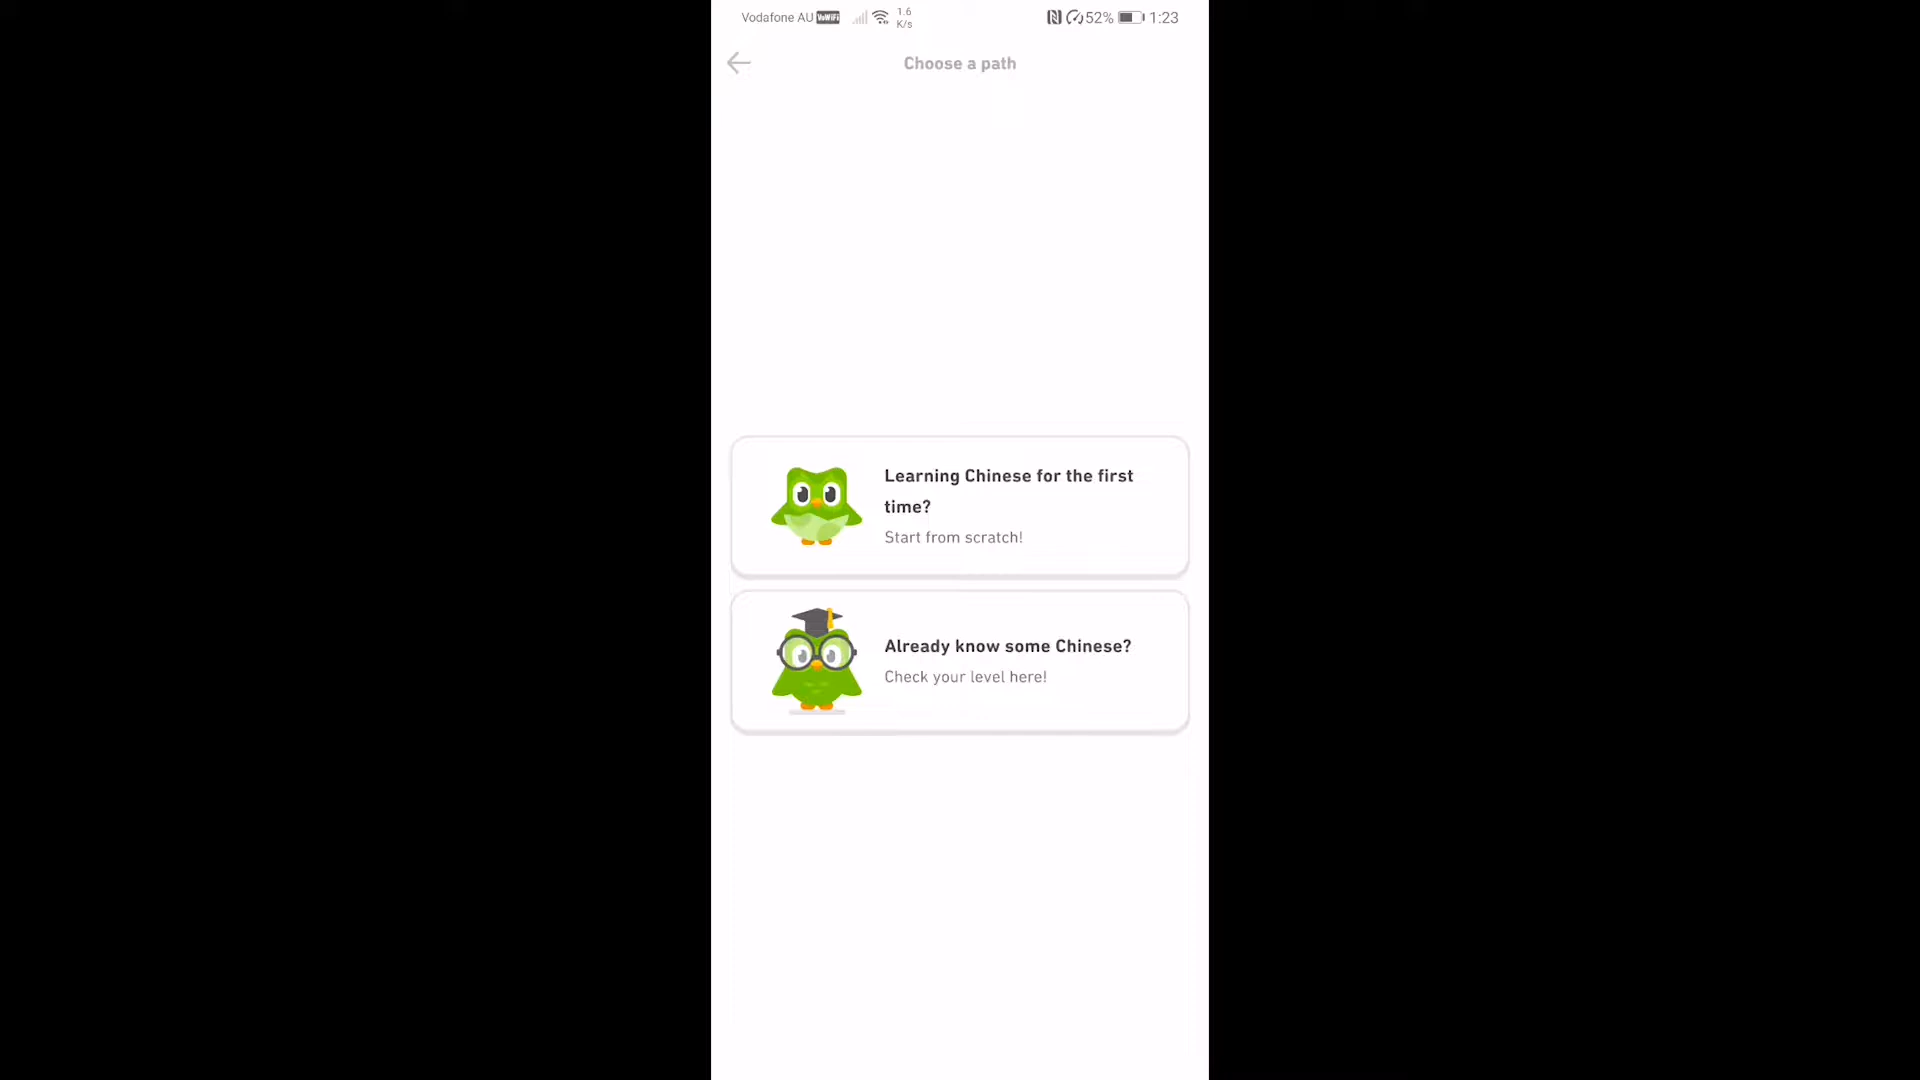 Vodafone AU VoWiFi 1.6 K/s 52% 1:23
Choose a path
Learning Chinese for the first
time?
Start from scratch!
Already know some Chinese?
Check your level here!